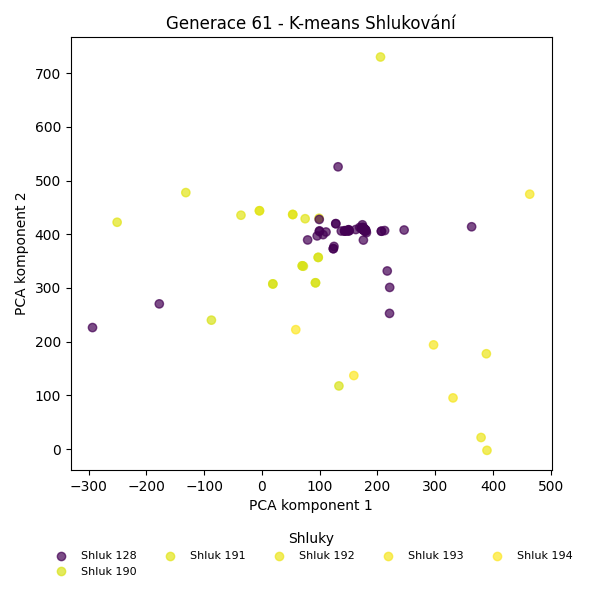 Generace 61 - K-means Shlukování
PCA komponent 2
700
600
500
400
300
200
100
0
−300 −200 −100 0 100 200 300 400 500
PCA komponent 1
Shluky
Shluk 128 Shluk 191 Shluk 192 Shluk 193 Shluk 194
Shluk 190